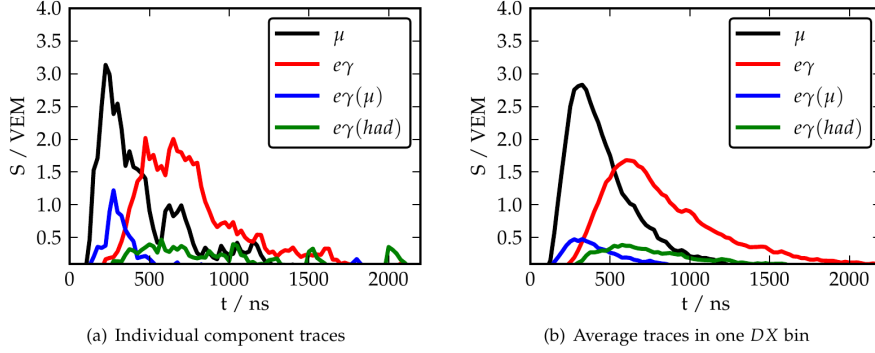 4.0
3.5
3.0
2.5
2.0
1.5
1.0
0.5
S / VEM
μ
eγ
eγ(μ)
eγ(had)
0 500 1000 1500 2000
t / ns
(a) Individual component traces
4.0
3.5
3.0
2.5
2.0
1.5
1.0
0.5
S / VEM
μ
eγ
eγ(μ)
eγ(had)
0 500 1000 1500 2000
t / ns
(b) Average traces in one DX bin